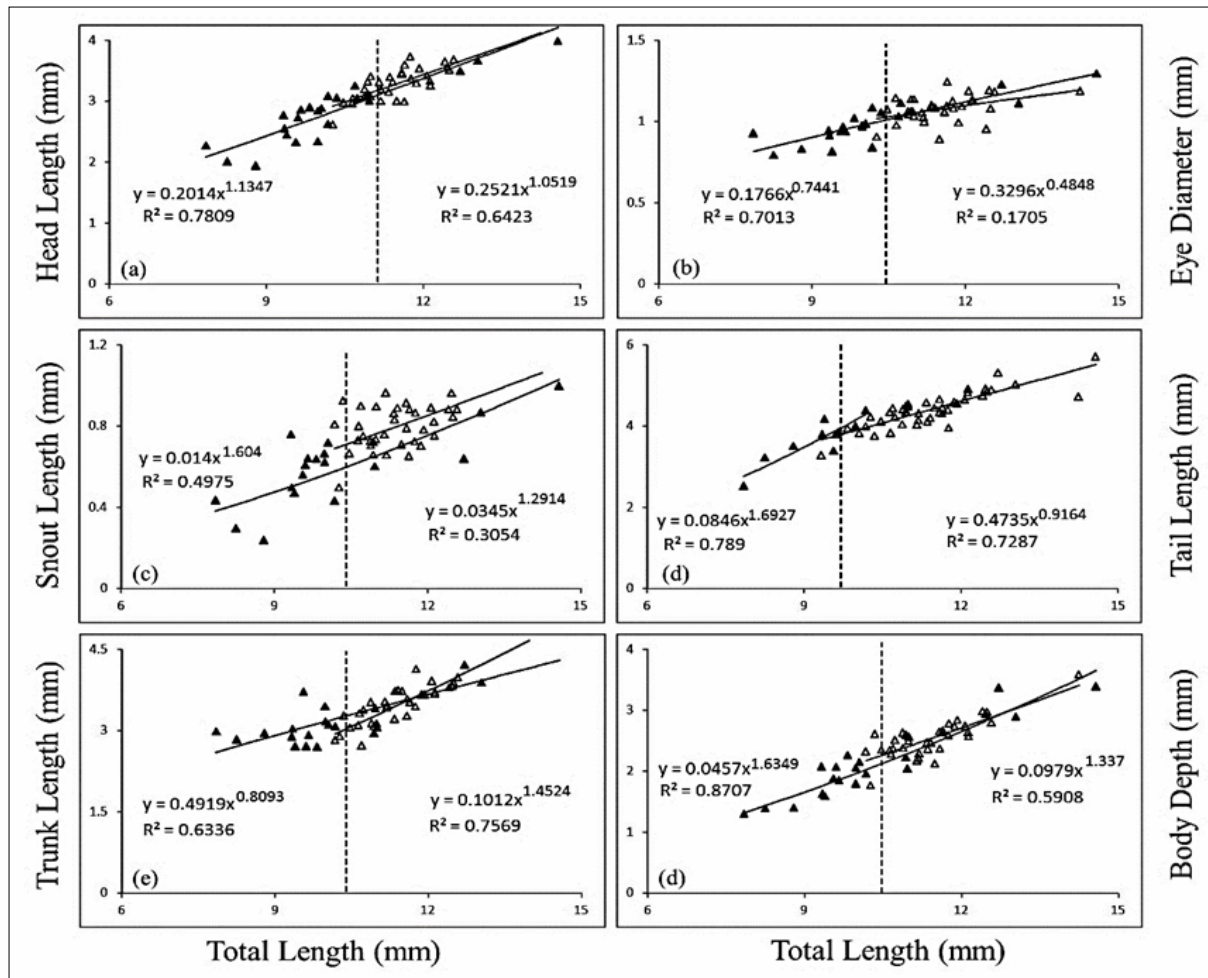 Head Length (mm)
4
3
2
1
0
6
9
12
15
y = 0.2014x^1.1347
R² = 0.7809
y = 0.2521x^1.0519
R² = 0.6423
(a)
Eye Diameter (mm)
1.5
1
0.5
0
6
9
12
15
y = 0.1766x^0.7441
R² = 0.7013
y = 0.3296x^0.4848
R² = 0.1705
(b)
Snout Length (mm)
1.2
0.8
0.4
0
6
9
12
15
y = 0.014x^1.604
R² = 0.4975
y = 0.0345x^1.2914
R² = 0.3054
(c)
Tail Length (mm)
6
4
2
0
6
9
12
15
y = 0.0846x^1.6927
R² = 0.789
y = 0.4735x^0.9164
R² = 0.7287
(d)
Trunk Length (mm)
4.5
3
1.5
0
6
9
12
15
y = 0.4919x^0.8093
R² = 0.6336
y = 0.1012x^1.4524
R² = 0.7569
(e)
Total Length (mm)
Body Depth (mm)
4
3
2
1
0
6
9
12
15
y = 0.0457x^1.6349
R² = 0.8707
y = 0.0979x^1.337
R² = 0.5908
(d)
Total Length (mm)